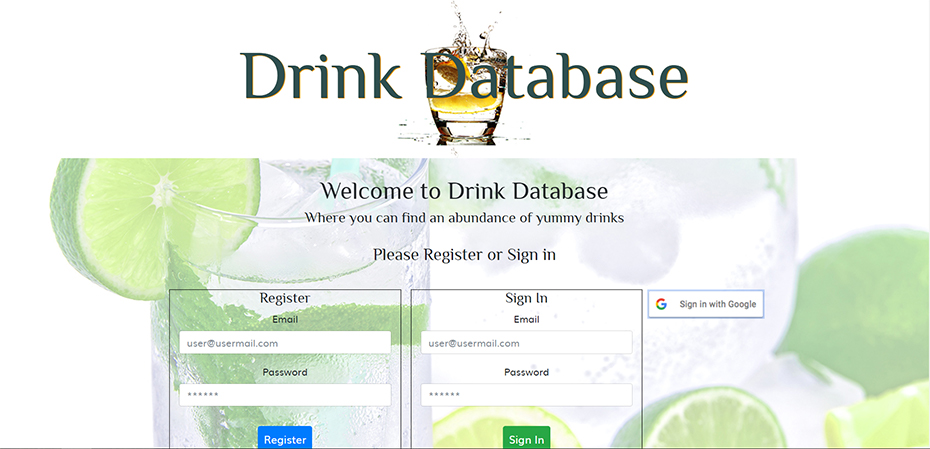 Drink Database
Welcome to Drink Database
Where you can find an abundance of yummy drinks
Please Register or Sign in
Register
Email
user@usermail.com
Password
******
Register
Sign In
Email
user@usermail.com
Password
******
Sign In
Sign in with Google